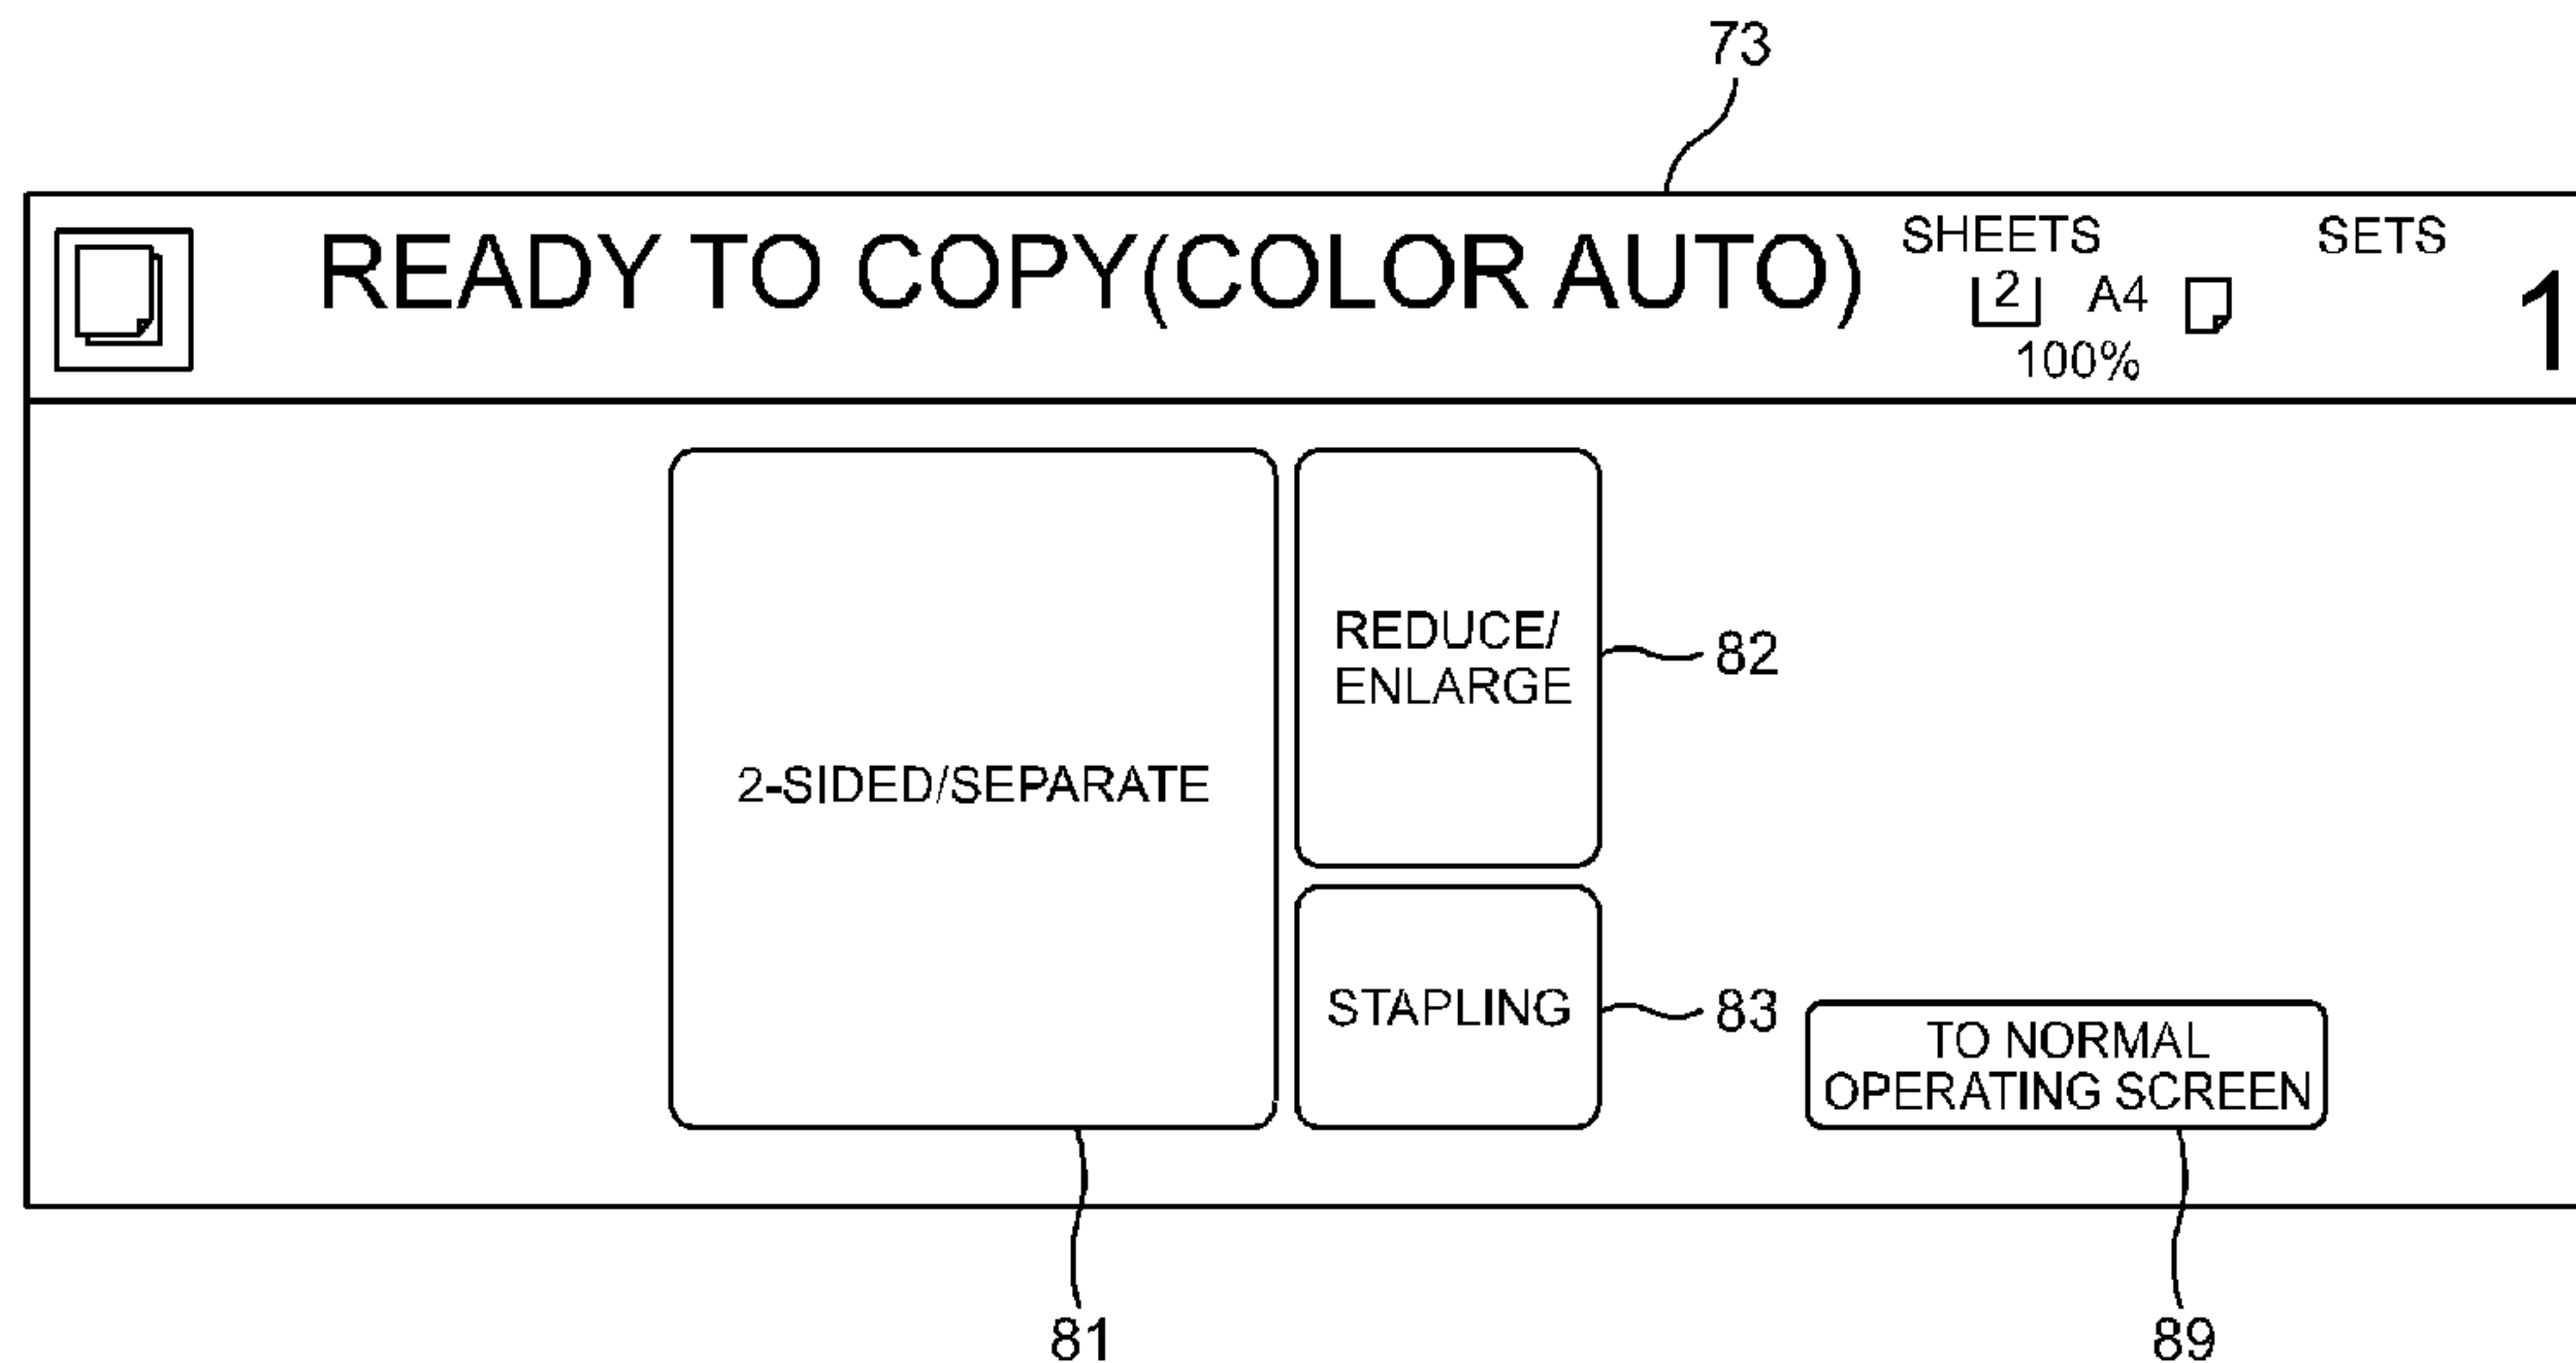 73
READY TO COPY(COLOR AUTO)
SHEETS
SETS
2 A4
100%
1
2-SIDED/SEPARATE
REDUCE/
ENLARGE
82
STAPLING
83
TO NORMAL
OPERATING SCREEN
81
89